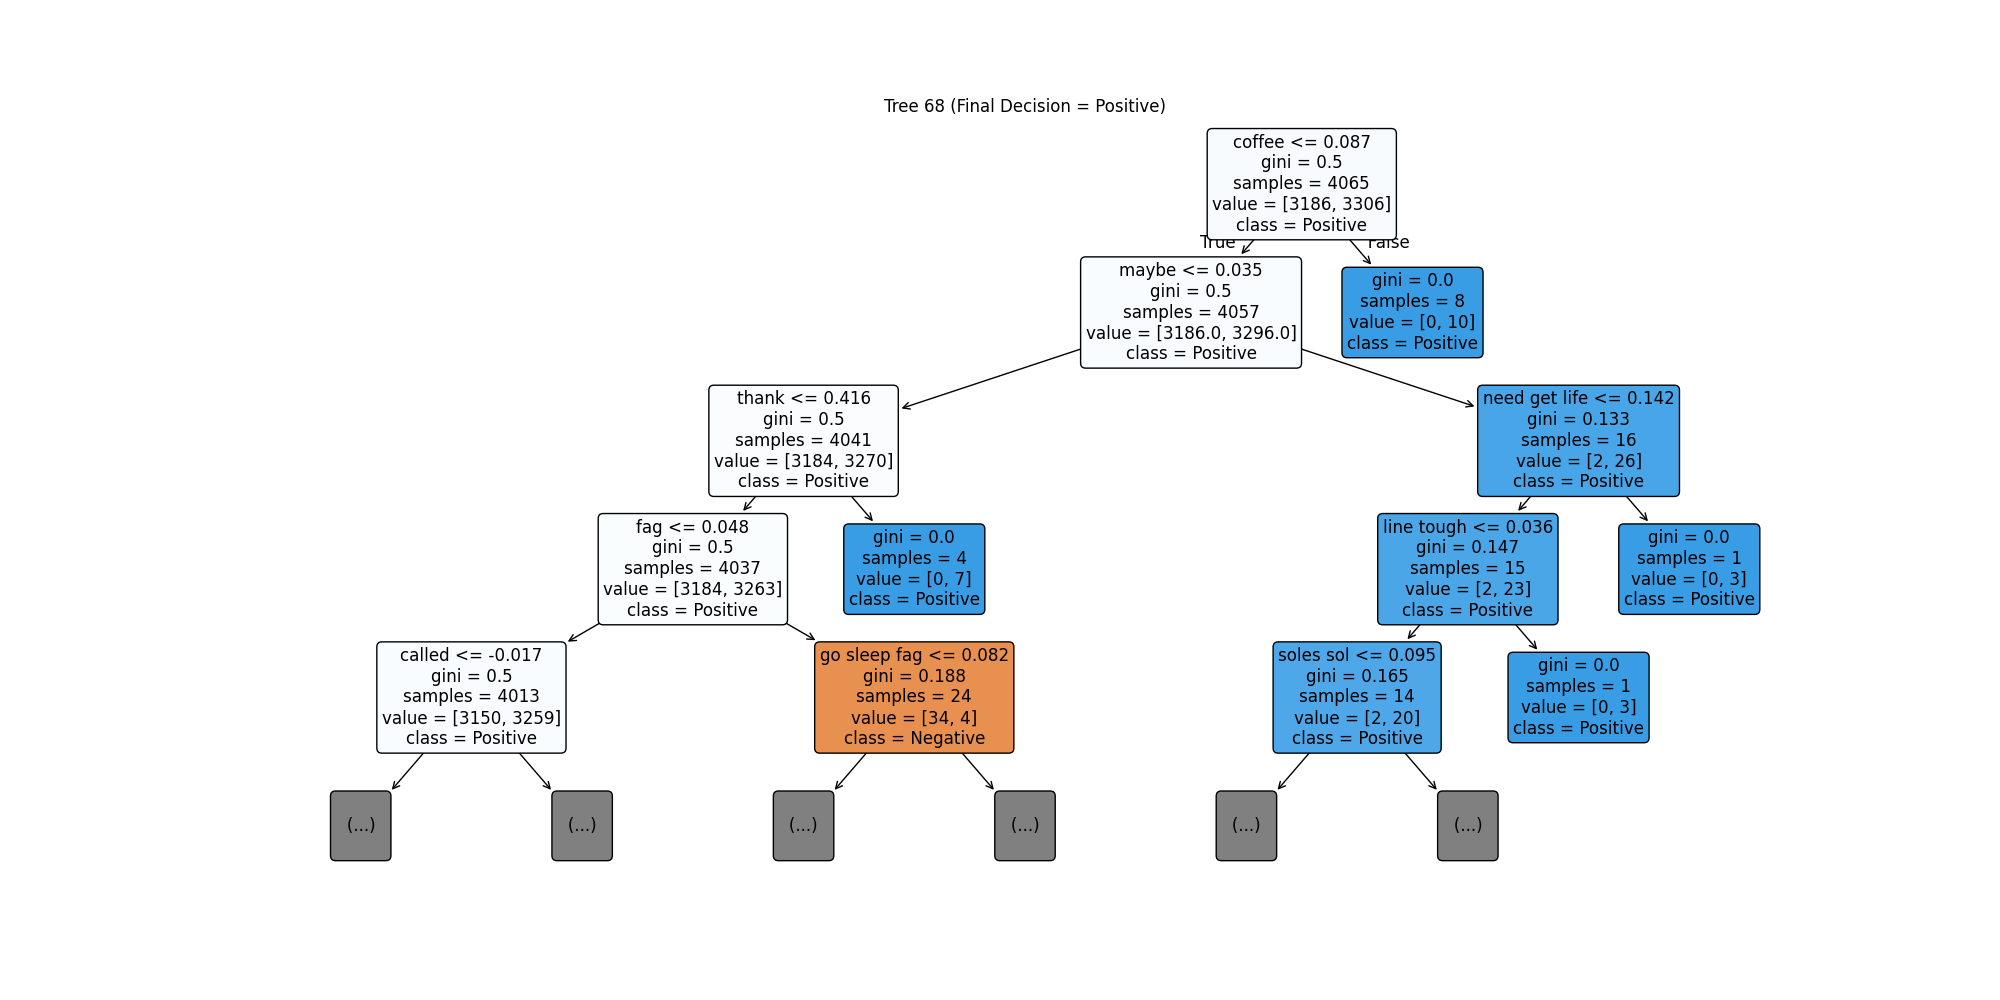 Tree 68 (Final Decision = Positive)
coffee <= 0.087
gini = 0.5
samples = 4065
value = [3186, 3306]
class = Positive
True
False
maybe <= 0.035
gini = 0.5
samples = 4057
value = [3186.0, 3296.0]
class = Positive
gini = 0.0
samples = 8
value = [0, 10]
class = Positive
thank <= 0.416
gini = 0.5
samples = 4041
value = [3184, 3270]
class = Positive
need get life <= 0.142
gini = 0.133
samples = 16
value = [2, 26]
class = Positive
fag <= 0.048
gini = 0.5
samples = 4037
value = [3184, 3263]
class = Positive
gini = 0.0
samples = 4
value = [0, 7]
class = Positive
line tough <= 0.036
gini = 0.147
samples = 15
value = [2, 23]
class = Positive
gini = 0.0
samples = 1
value = [0, 3]
class = Positive
called <= -0.017
gini = 0.5
samples = 4013
value = [3150, 3259]
class = Positive
go sleep fag <= 0.082
gini = 0.188
samples = 24
value = [34, 4]
class = Negative
soles sol <= 0.095
gini = 0.165
samples = 14
value = [2, 20]
class = Positive
gini = 0.0
samples = 1
value = [0, 3]
class = Positive
(...)
(...)
(...)
(...)
(...)
(...)